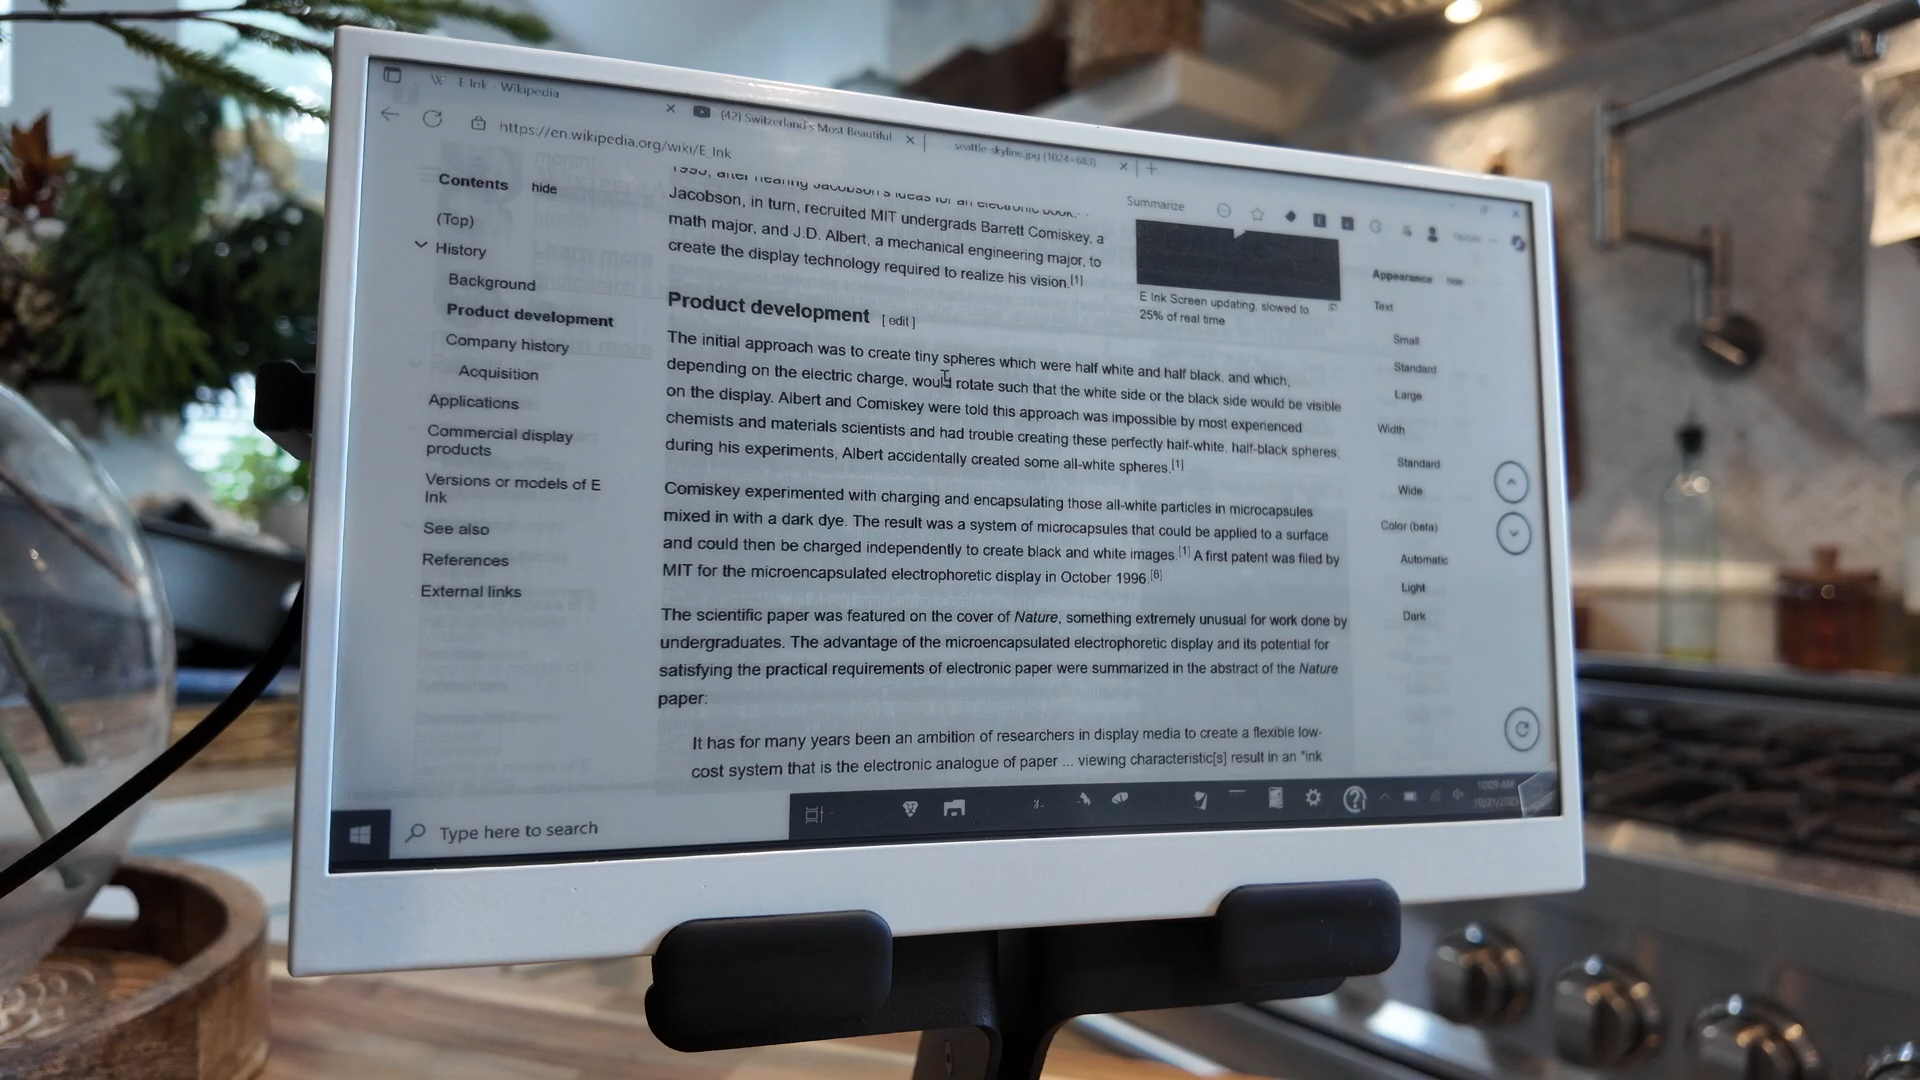 E Ink - Wikipedia
(42) Switzerland's Most Beautiful
seattle skyline.jpg (1024×683)
https://en.wikipedia.org/wiki/E_Ink
Summarize
Contents hide
(Top)
History
Background
Product development
Company history
Acquisition
Applications
Commercial display
products
Versions or models of E
Ink
See also
References
External links
1995, after hearing Jacobson's ideas for an electronic book.
Jacobson, in turn, recruited MIT undergrads Barrett Comiskey, a
math major, and J.D. Albert, a mechanical engineering major, to
create the display technology required to realize his vision.[1]
Product development [ edit ]
The initial approach was to create tiny spheres which were half white and half black, and which,
depending on the electric charge, would rotate such that the white side or the black side would be visible
on the display. Albert and Comiskey were told this approach was impossible by most experienced
chemists and materials scientists and had trouble creating these perfectly half-white, half-black spheres;
during his experiments, Albert accidentally created some all-white spheres.[1]
Comiskey experimented with charging and encapsulating those all-white particles in microcapsules
mixed in with a dark dye. The result was a system of microcapsules that could be applied to a surface
and could then be charged independently to create black and white images.[1] A first patent was filed by
MIT for the microencapsulated electrophoretic display in October 1996.[6]
The scientific paper was featured on the cover of Nature, something extremely unusual for work done by
undergraduates. The advantage of the microencapsulated electrophoretic display and its potential for
satisfying the practical requirements of electronic paper were summarized in the abstract of the Nature
paper:
It has for many years been an ambition of researchers in display media to create a flexible low-
cost system that is the electronic analogue of paper ... viewing characteristic[s] result in an "ink
E Ink Screen updating, slowed to
25% of real time
Appearance hide
Text
Small
Standard
Large
Width
Standard
Wide
Color (beta)
Automatic
Light
Dark
Type here to search
10:09 AM